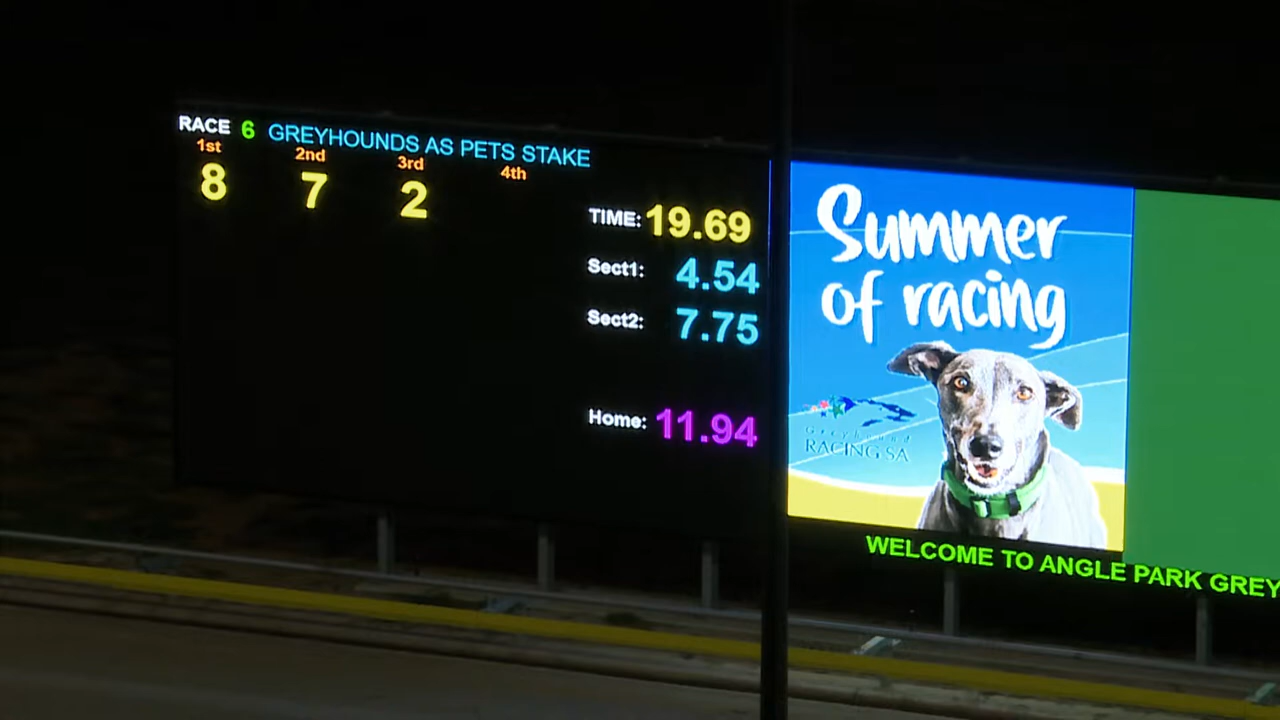 RACE 6 GREYHOUNDS AS PETS STAKE
1st 2nd 3rd 4th
8 7 2
TIME: 19.69
Sect1: 4.54
Sect2: 7.75
Home: 11.94
Summer
of racing
Greyhound
RACING SA
WELCOME TO ANGLE PARK GREY